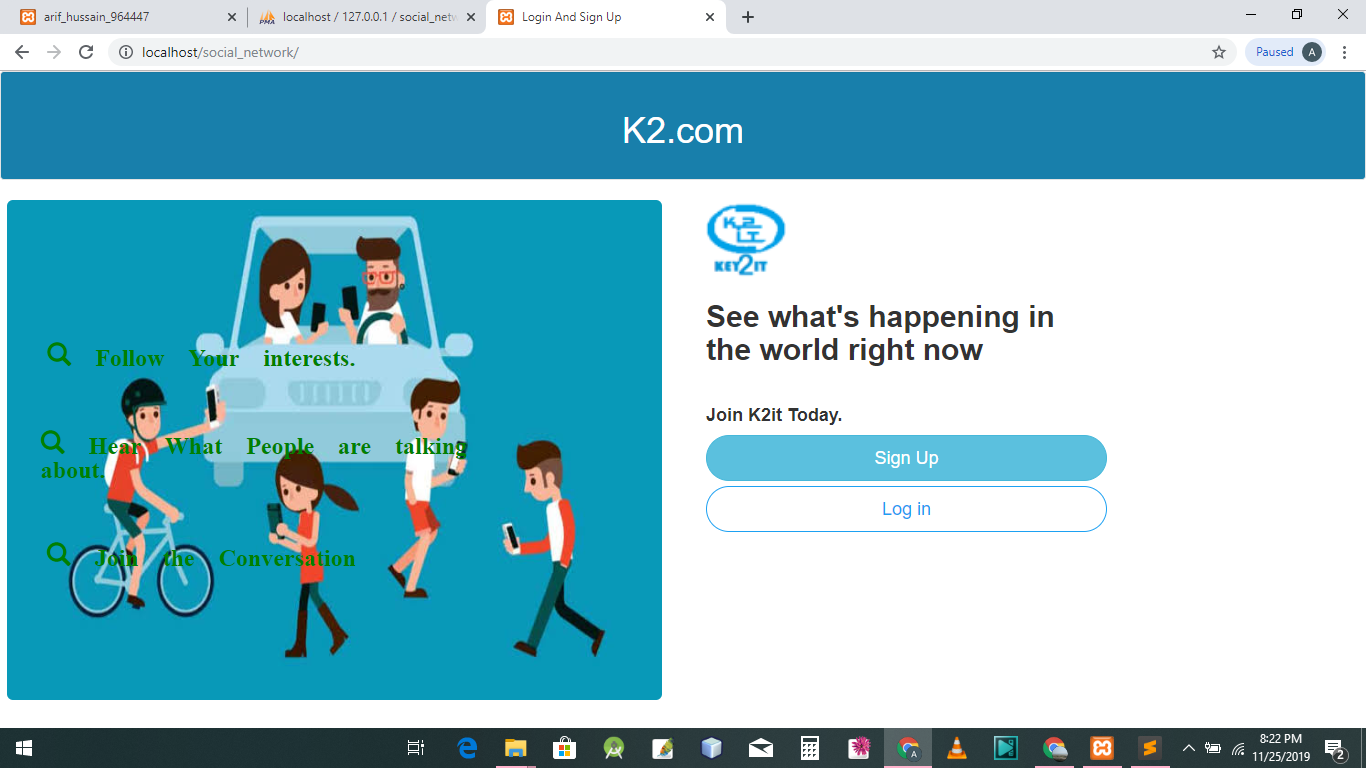 arif_hussain_964447
localhost / 127.0.0.1 / social_netw
Login And Sign Up
localhost/social_network/
Paused
A
K2.com
K2
IT
KEY2IT
See what's happening in
the world right now
Follow Your interests.
Hear What People are talking
about.
Join the Conversation
Join K2it Today.
Sign Up
Log in
8:22 PM
11/25/2019
2